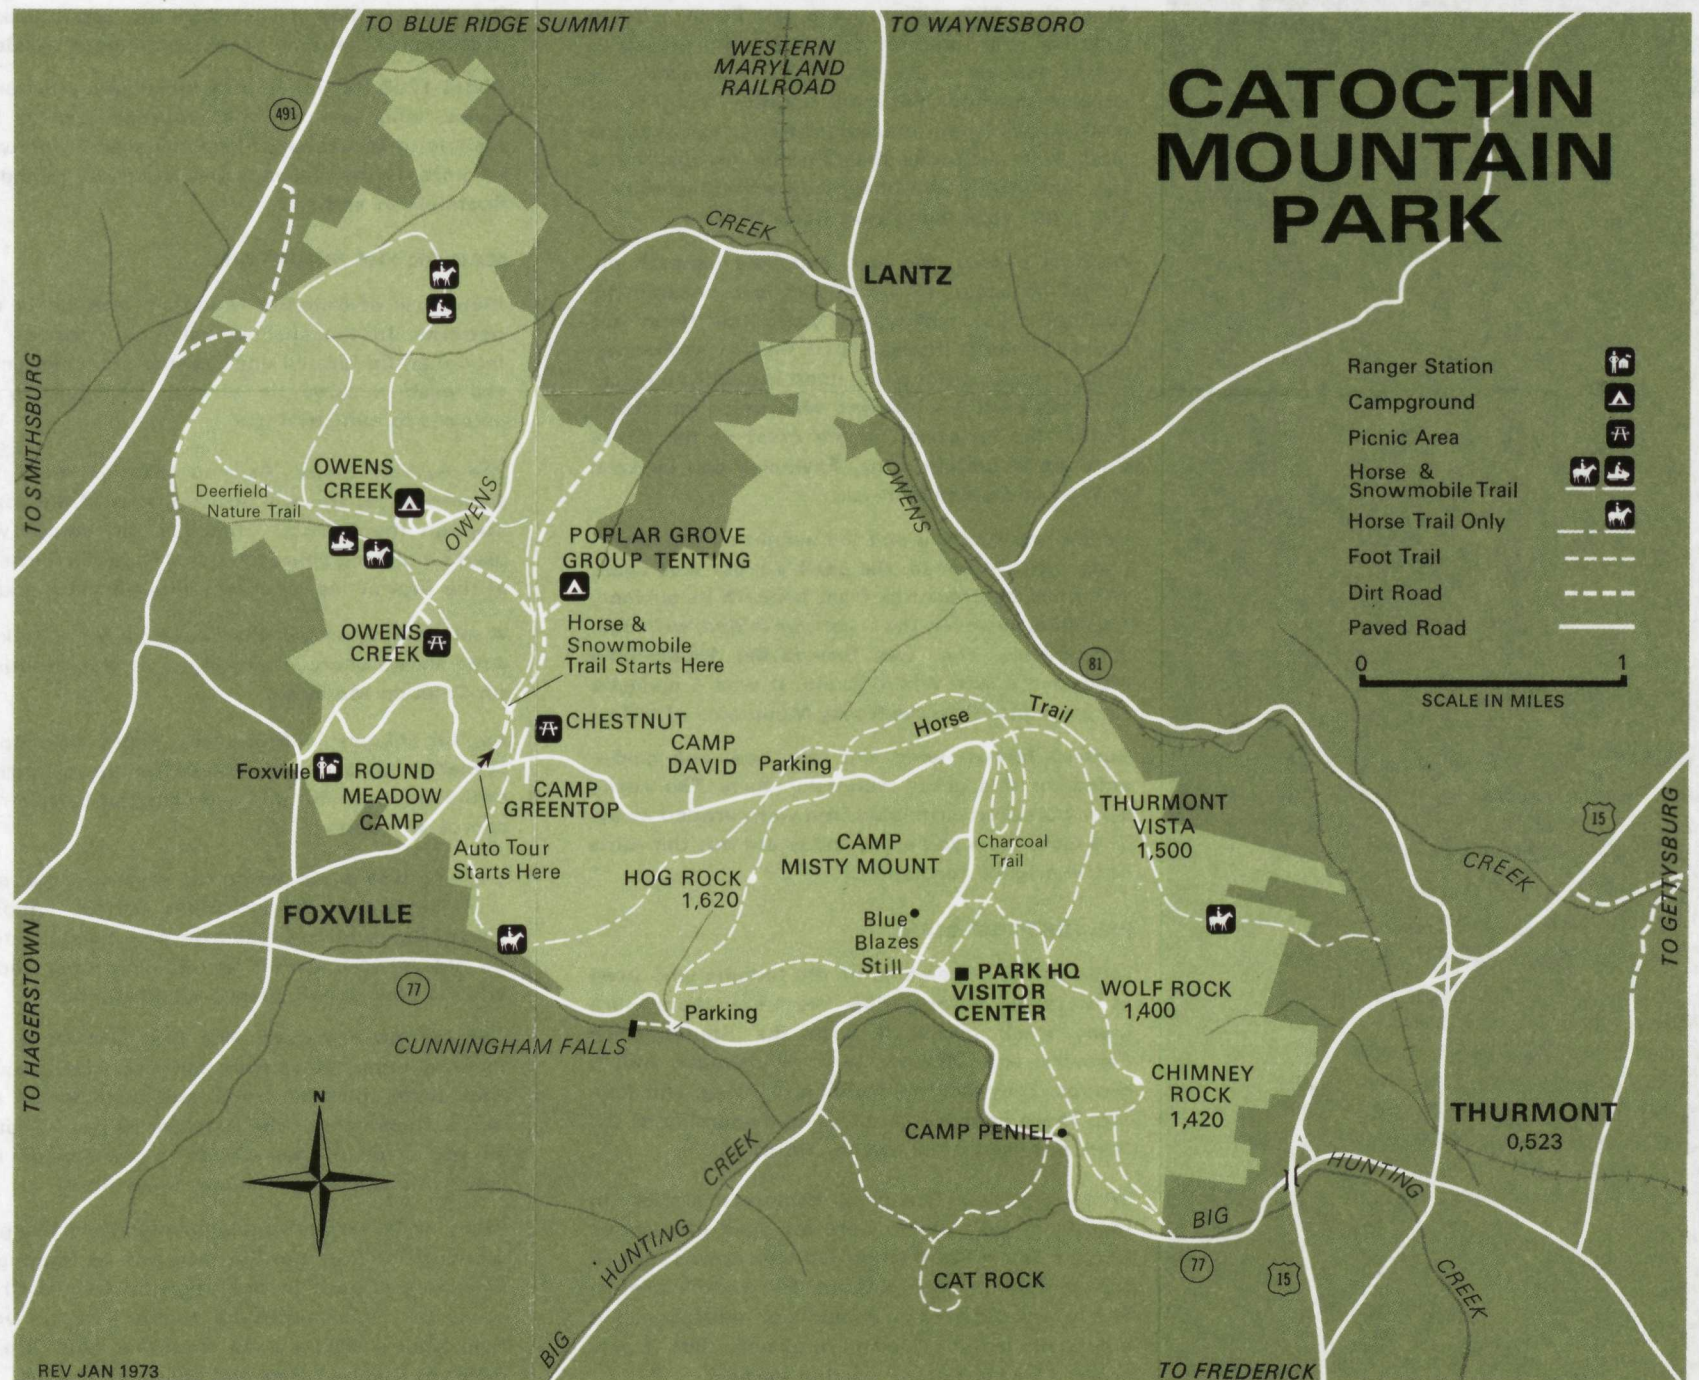 TO BLUE RIDGE SUMMIT
TO WAYNESBORO
WESTERN
MARYLAND
RAILROAD
CATOCTIN
MOUNTAIN
PARK
491
CREEK
LANTZ
TO SMITHSBURG
Ranger Station
Campground
Picnic Area
Horse &
Snowmobile Trail
Horse Trail Only
Foot Trail
Dirt Road
Paved Road
0 1
SCALE IN MILES
OWENS
CREEK
Deerfield
Nature Trail
OWENS
OWENS
POPLAR GROVE
GROUP TENTING
Horse &
Snowmobile
Trail Starts Here
OWENS
CREEK
81
CHESTNUT
CAMP
DAVID
Parking
Horse
Trail
Foxville
ROUND
MEADOW
CAMP
CAMP
GREENTOP
Auto Tour
Starts Here
HOG ROCK
1,620
CAMP
MISTY MOUNT
Charcoal
Trail
THURMONT
VISTA
1,500
15
CREEK
TO GETTYSBURG
FOXVILLE
Blue
Blazes
Still
PARK HQ
VISITOR
CENTER
WOLF ROCK
1,400
77
Parking
CUNNINGHAM FALLS
TO HAGERSTOWN
CHIMNEY
ROCK
1,420
THURMONT
0,523
N
CAMP PENIEL
CREEK
HUNTING
BIG
BIG
HUNTING
CREEK
77
15
CAT ROCK
REV JAN 1973
TO FREDERICK